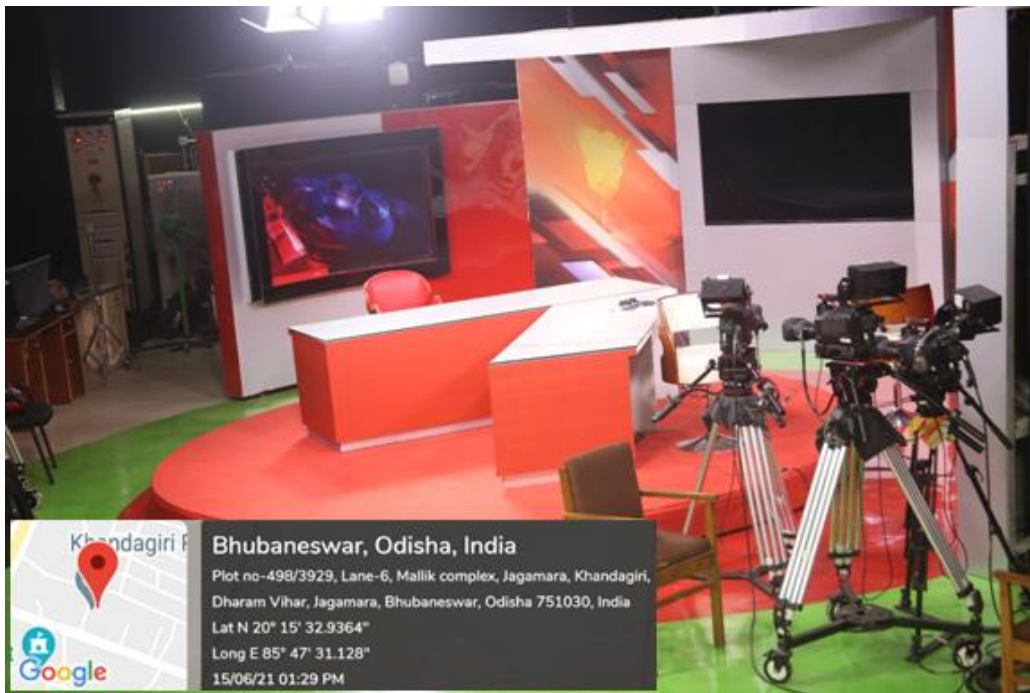 Khandagiri
Google
Bhubaneswar, Odisha, India
Plot no-498/3929, Lane-6, Mallik complex, Jagamara, Khandagiri,
Dharam Vihar, Jagamara, Bhubaneswar, Odisha 751030, India
Lat N 20° 15' 32.9364"
Long E 85° 47' 31.128"
15/06/21 01:29 PM